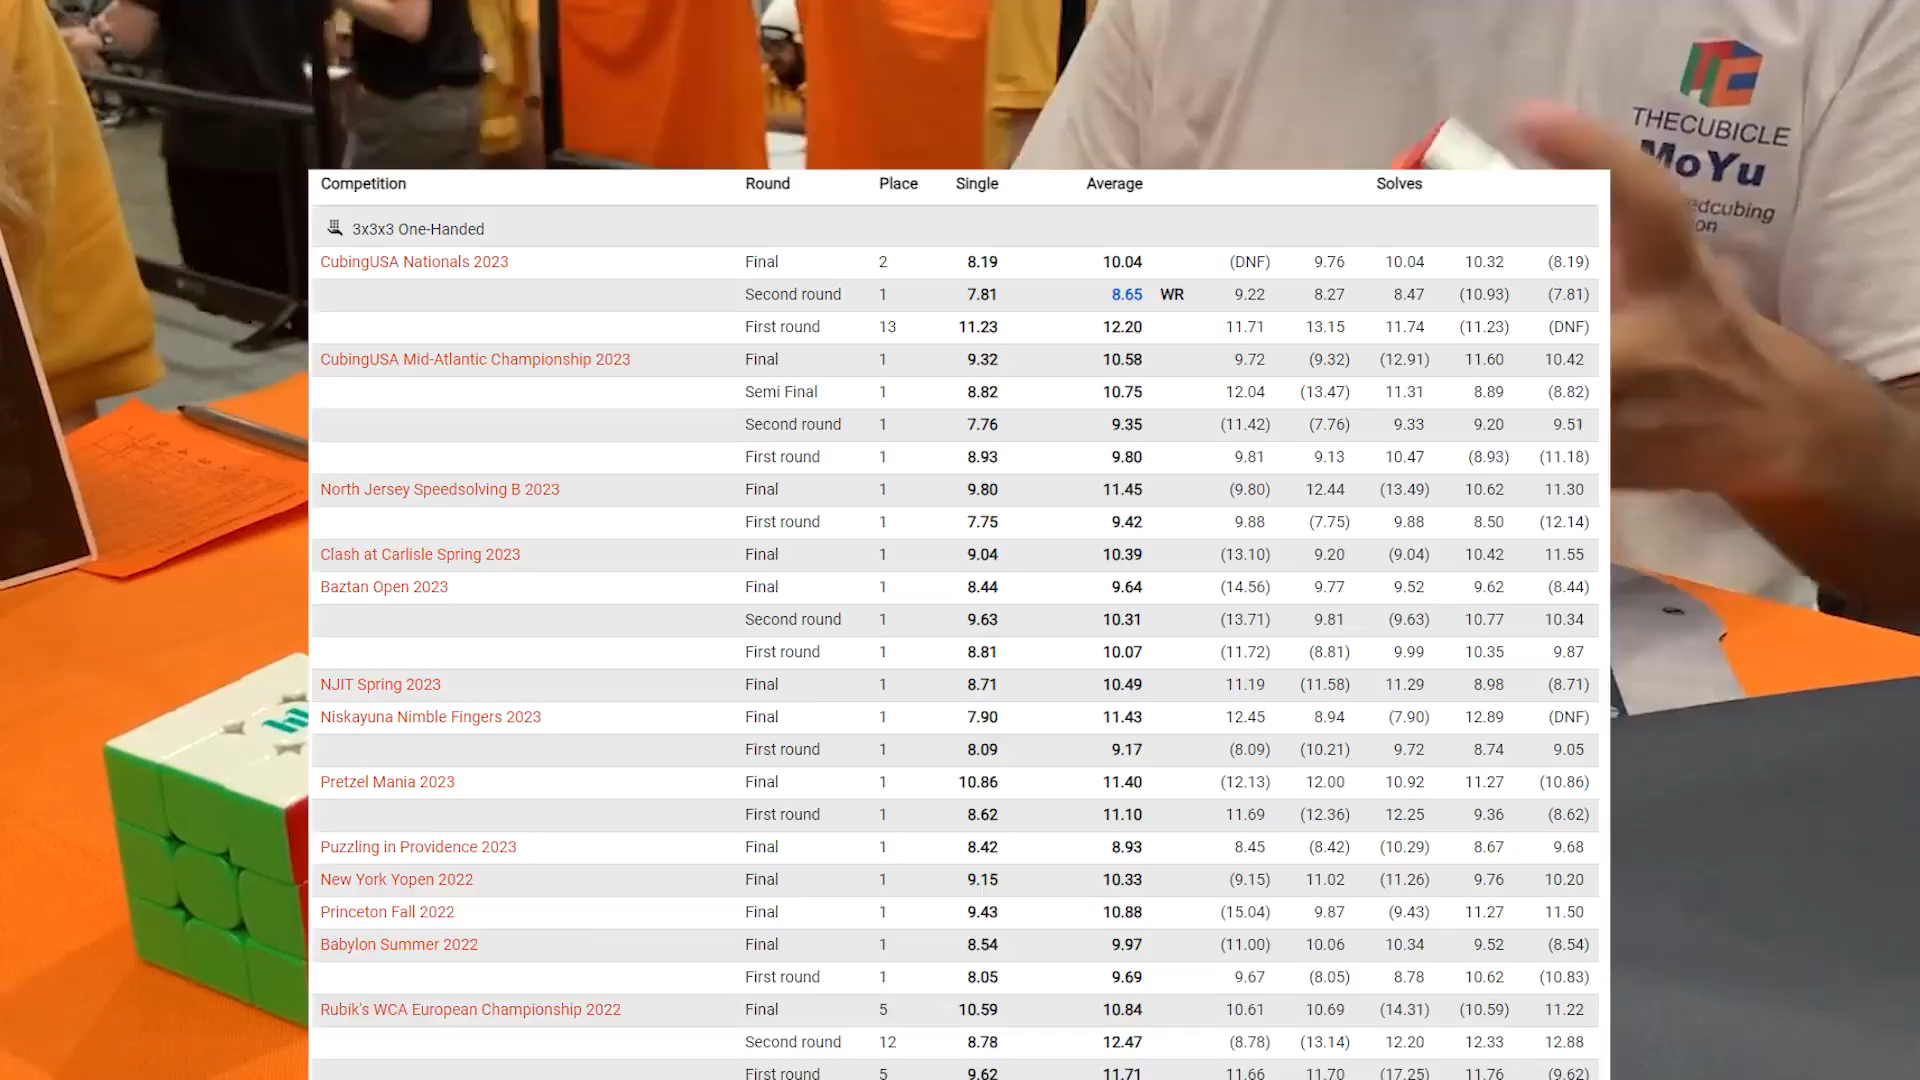 THECUBICLE
MoYu
edcubing
on
Competition Round Place Single Average Solves
3x3x3 One-Handed
CubingUSA Nationals 2023 Final 2 8.19 10.04 (DNF) 9.76 10.04 10.32 (8.19)
Second round 1 7.81 8.65 WR 9.22 8.27 8.47 (10.93) (7.81)
First round 13 11.23 12.20 11.71 13.15 11.74 (11.23) (DNF)
CubingUSA Mid-Atlantic Championship 2023 Final 1 9.32 10.58 9.72 (9.32) (12.91) 11.60 10.42
Semi Final 1 8.82 10.75 12.04 (13.47) 11.31 8.89 (8.82)
Second round 1 7.76 9.35 (11.42) (7.76) 9.33 9.20 9.51
First round 1 8.93 9.80 9.81 9.13 10.47 (8.93) (11.18)
North Jersey Speedsolving B 2023 Final 1 9.80 11.45 (9.80) 12.44 (13.49) 10.62 11.30
First round 1 7.75 9.42 9.88 (7.75) 9.88 8.50 (12.14)
Clash at Carlisle Spring 2023 Final 1 9.04 10.39 (13.10) 9.20 (9.04) 10.42 11.55
Baztan Open 2023 Final 1 8.44 9.64 (14.56) 9.77 9.52 9.62 (8.44)
Second round 1 9.63 10.31 (13.71) 9.81 (9.63) 10.77 10.34
First round 1 8.81 10.07 (11.72) (8.81) 9.99 10.35 9.87
NJIT Spring 2023 Final 1 8.71 10.49 11.19 (11.58) 11.29 8.98 (8.71)
Niskayuna Nimble Fingers 2023 Final 1 7.90 11.43 12.45 8.94 (7.90) 12.89 (DNF)
First round 1 8.09 9.17 (8.09) (10.21) 9.72 8.74 9.05
Pretzel Mania 2023 Final 1 10.86 11.40 (12.13) 12.00 10.92 11.27 (10.86)
First round 1 8.62 11.10 11.69 (12.36) 12.25 9.36 (8.62)
Puzzling in Providence 2023 Final 1 8.42 8.93 8.45 (8.42) (10.29) 8.67 9.68
New York Yopen 2022 Final 1 9.15 10.33 (9.15) 11.02 (11.26) 9.76 10.20
Princeton Fall 2022 Final 1 9.43 10.88 (15.04) 9.87 (9.43) 11.27 11.50
Babylon Summer 2022 Final 1 8.54 9.97 (11.00) 10.06 10.34 9.52 (8.54)
First round 1 8.05 9.69 9.67 (8.05) 8.78 10.62 (10.83)
Rubik's WCA European Championship 2022 Final 5 10.59 10.84 10.61 10.69 (14.31) (10.59) 11.22
Second round 12 8.78 12.47 (8.78) (13.14) 12.20 12.33 12.88
First round 5 9.62 11.71 11.66 11.70 (17.25) 11.76 (9.62)